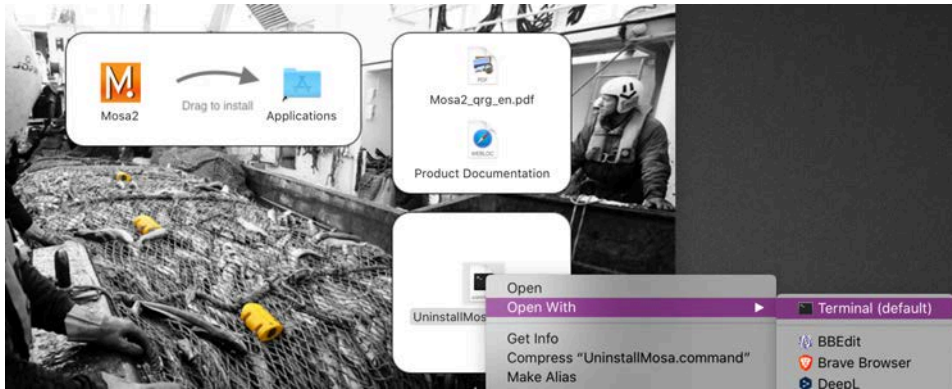 Mosa2
Drag to install
Applications
PDF
Mosa2_qrg_en.pdf
WEBLOC
Product Documentation
UninstallMos
Open
Open With
Terminal (default)
Get Info
Compress “UninstallMosa.command”
Make Alias
BBEdit
Brave Browser
DeepL